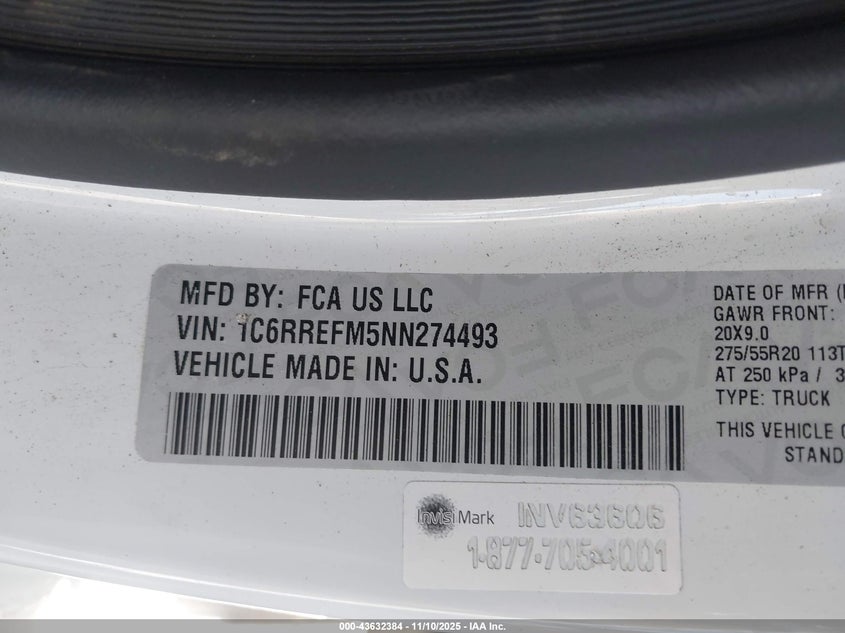 MFD BY: FCA US LLC
VIN: 1C6RREFM5NN274493
VEHICLE MADE IN: U.S.A.
DATE OF MFR
GAWR FRONT:
20X9.0
275/55R20 113T
AT 250 kPa / 3
TYPE: TRUCK
THIS VEHICLE
STAND
InvisiMark INV63606
1-877-705-4001
000-43632384 - 11/10/2025 - IAA Inc.